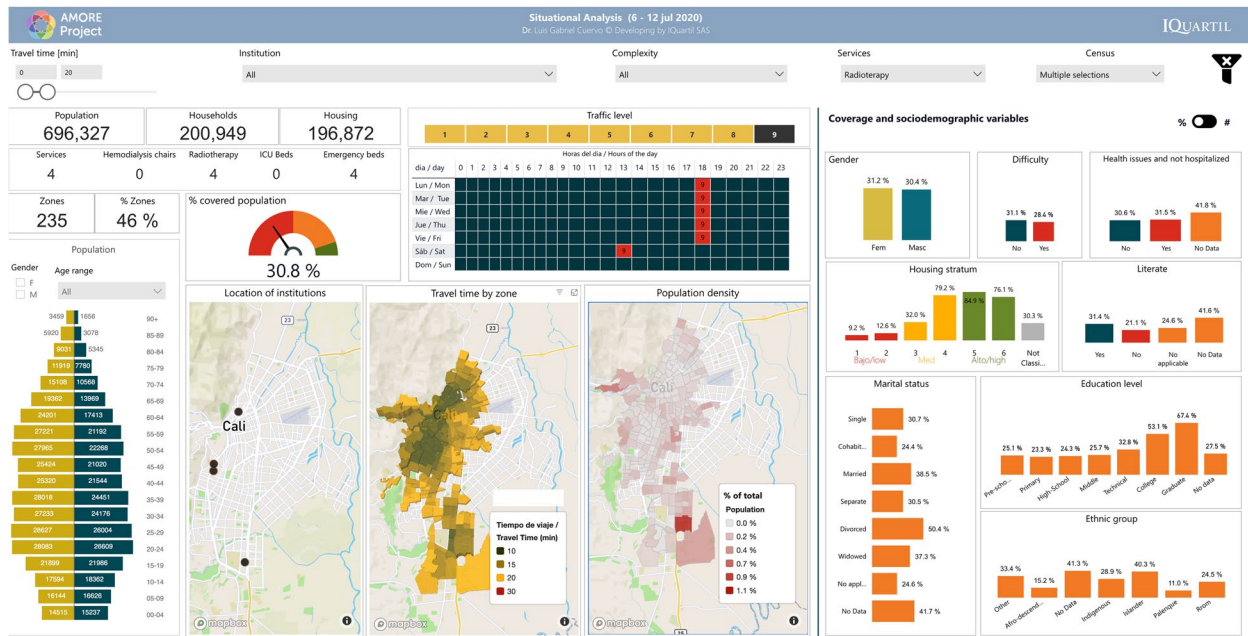 AMORE
Project
Situational Analysis (6 - 12 jul 2020)
Dr. Luis Gabriel Cuervo © Developing by IQuartil SAS
IQUARTIL
Travel time [min]
0 20
Institution
All
Complexity
All
Services
Radioterapy
Census
Multiple selections
Population
696,327
Households
200,949
Housing
196,872
Services
4
Hemodialysis chairs
0
Radiotherapy
4
ICU Beds
0
Emergency beds
4
Zones
235
% Zones
46 %
% covered population
30.8 %
Traffic level
1 2 3 4 5 6 7 8 9
Horas del dia / Hours of the day
dia / day 0 1 2 3 4 5 6 7 8 9 10 11 12 13 14 15 16 17 18 19 20 21 22 23
Lun / Mon 9
Mar / Tue 9
Mie / Wed 9
Jue / Thu 9
Vie / Fri 9
Sáb / Sat 9
Dom / Sun
Population
Gender
F
M
Age range
All
3459 1656 90+
5920 3078 85-89
9031 5345 80-84
11919 7780 75-79
15108 10568 70-74
19362 13969 65-69
24201 17413 60-64
27221 21192 55-59
27965 22268 50-54
25424 21020 45-49
25320 21544 40-44
28018 24451 35-39
27233 24176 30-34
28627 26004 25-29
28083 26609 20-24
21899 21986 15-19
17594 18362 10-14
16144 16626 05-09
14515 15237 00-04
Location of institutions
23
Cali
mapbox
Travel time by zone
23
Cali
Tiempo de viaje /
Travel Time (min)
10
15
20
30
mapbox
Population density
23
Cali
% of total
Population
0.0 %
0.2 %
0.4 %
0.7 %
0.9 %
1.1 %
25
mapbox
Coverage and sociodemographic variables
% #
Gender
31.2 % 30.4 %
Fem Masc
Difficulty
31.1 % 28.4 %
No Yes
Health issues and not hospitalized
30.6 % 31.5 % 41.8 %
No Yes No Data
Housing stratum
9.2 % 12.6 % 32.0 % 79.2 % 84.9 % 76.1 % 30.3 %
1 2 3 4 5 6 Not
Classi...
Bajo/low Med Alto/high
Literate
31.4 % 21.1 % 24.6 % 41.6 %
Yes No No
applicable No Data
Marital status
Single 30.7 %
Cohabit... 24.4 %
Married 38.5 %
Separate 30.5 %
Divorced 50.4 %
Widowed 37.3 %
No appl... 24.6 %
No Data 41.7 %
Education level
25.1 % 23.3 % 24.3 % 25.7 % 32.8 % 53.1 % 67.4 % 27.5 %
Pre-scho... Primary High-School Middle Technical College Graduate No data
Ethnic group
33.4 % 15.2 % 41.3 % 28.9 % 40.3 % 11.0 % 24.5 %
Other Afro-descend... No Data Indigenous Islander Palenque Rrom